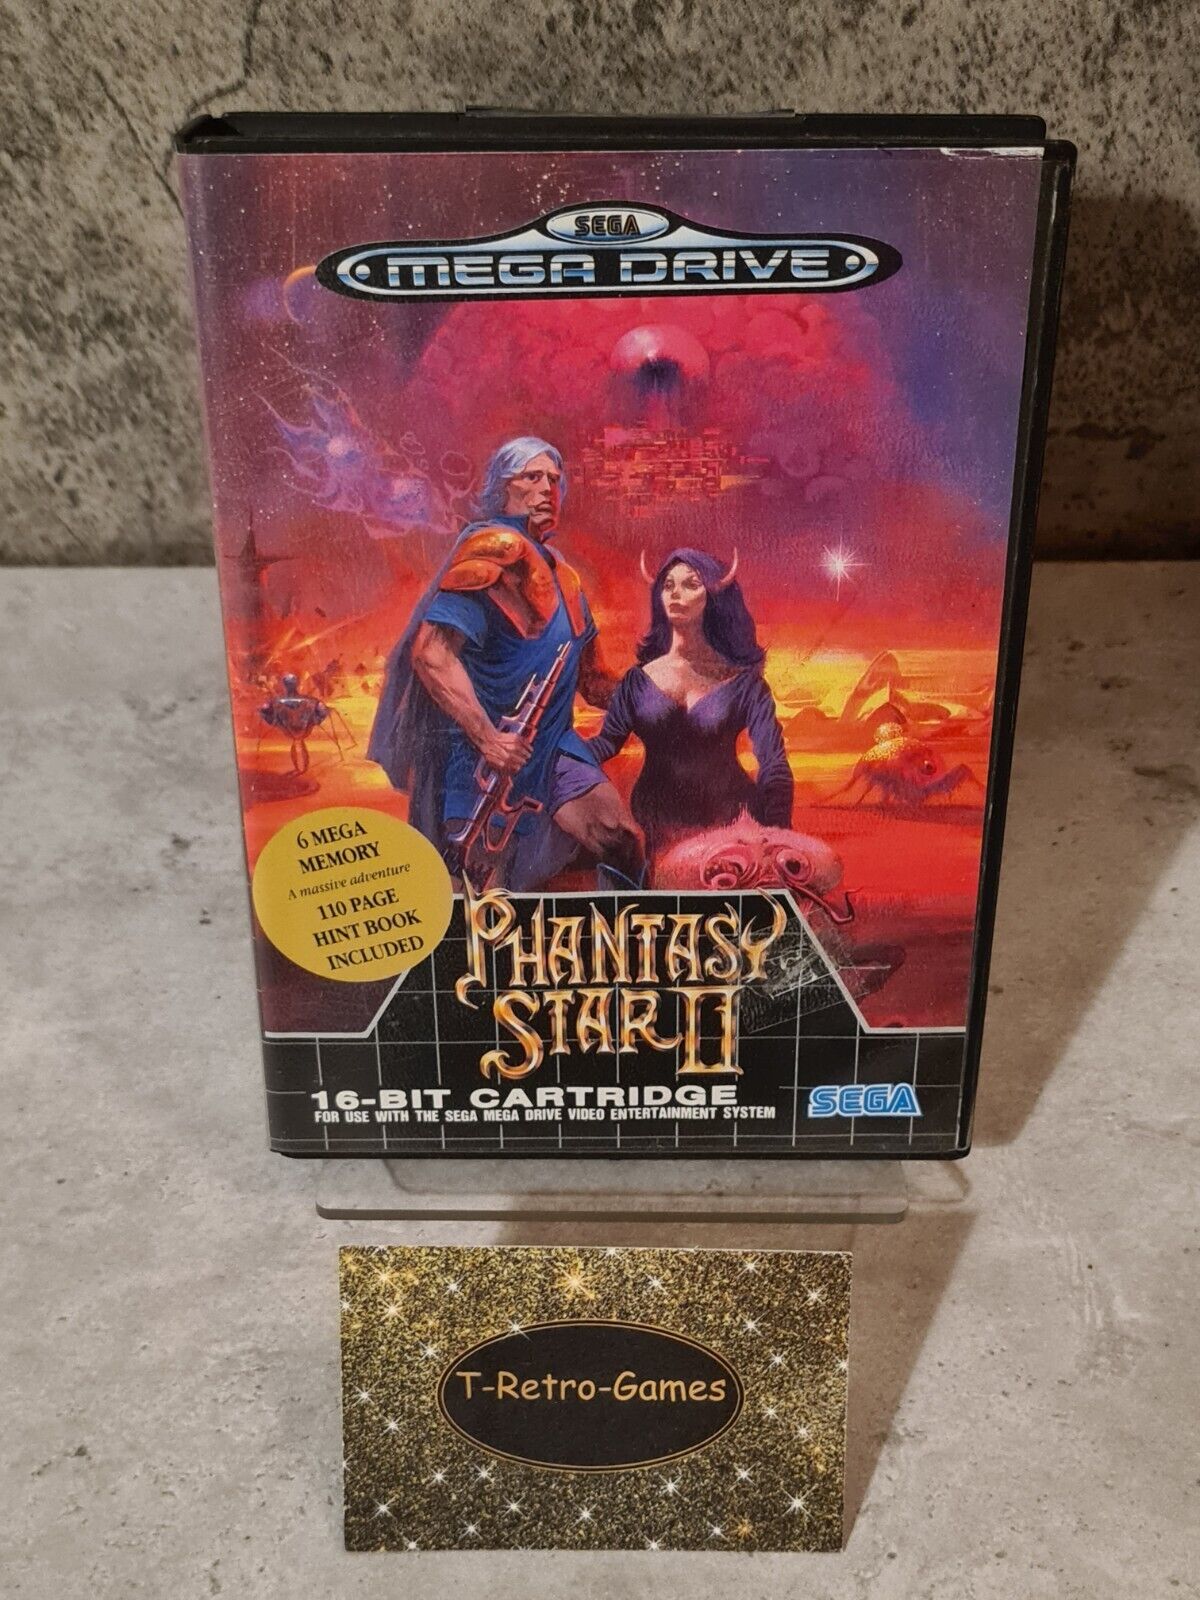 SEGA
MEGA DRIVE
6 MEGA
MEMORY
A massive adventure
110 PAGE
HINT BOOK
INCLUDED
PHANTASY
STAR II
16-BIT CARTRIDGE
FOR USE WITH THE SEGA MEGA DRIVE VIDEO ENTERTAINMENT SYSTEM
SEGA
T-Retro-Games